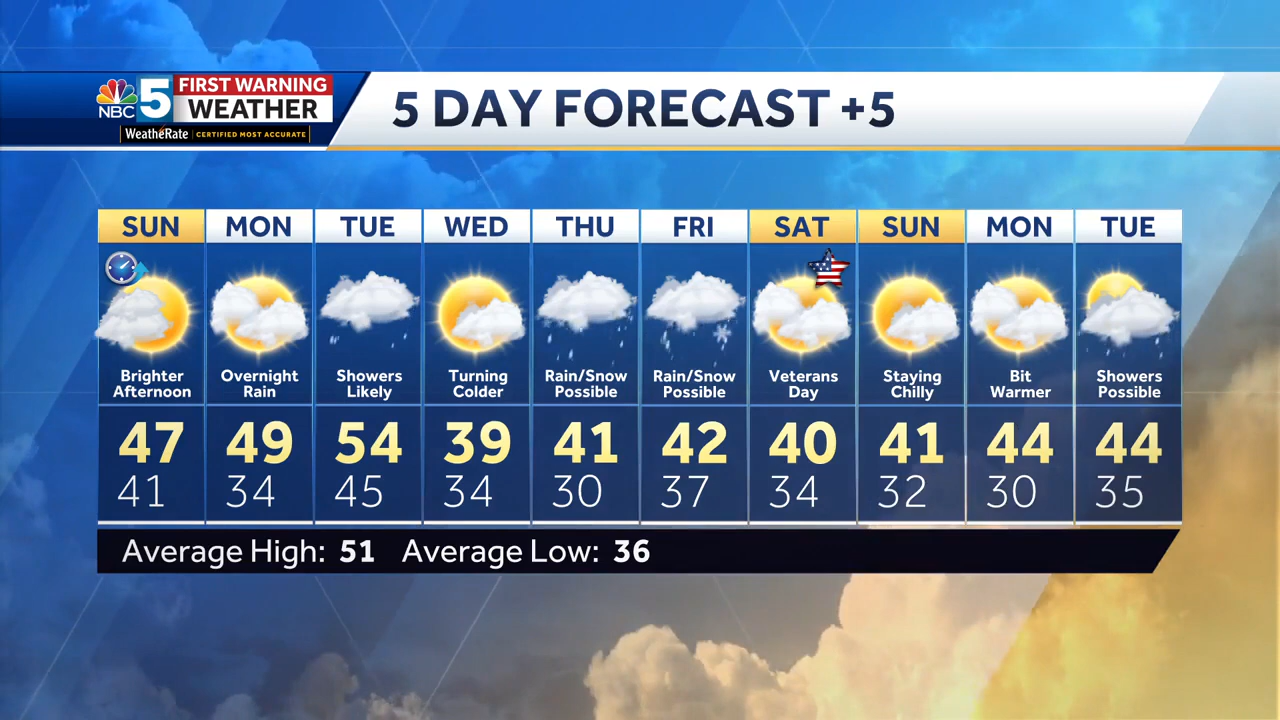 NBC 5 FIRST WARNING
WEATHER
WeatheRate CERTIFIED MOST ACCURATE
5 DAY FORECAST +5
SUN MON TUE WED THU FRI SAT SUN MON TUE
Brighter Overnight Showers Turning Rain/Snow Rain/Snow Veterans Staying Bit Showers
Afternoon Rain Likely Colder Possible Possible Day Chilly Warmer Possible
47 49 54 39 41 42 40 41 44 44
41 34 45 34 30 37 34 32 30 35
Average High: 51 Average Low: 36